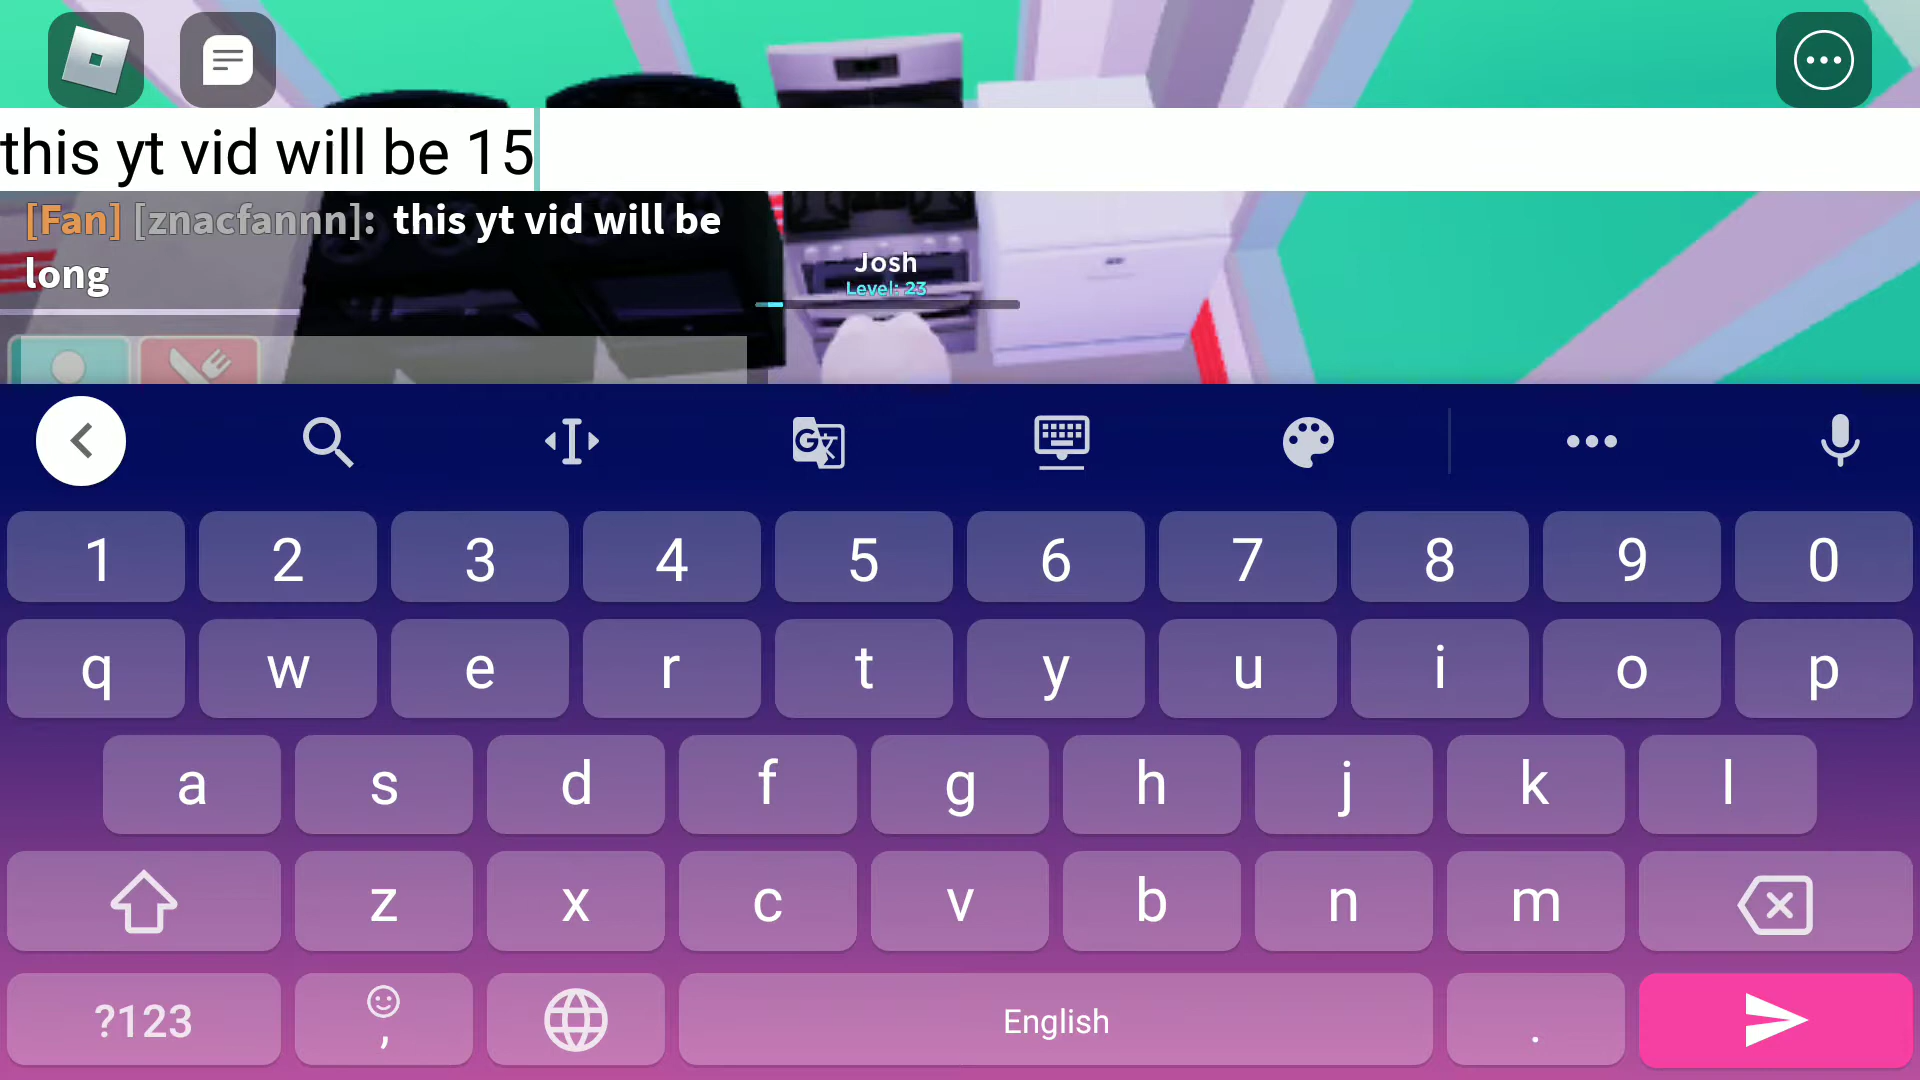 this yt vid will be 15
[Fan] [znacfannn]: this yt vid will be
long
Josh
Level: 23
1 2 3 4 5 6 7 8 9 0
q w e r t y u i o p
a s d f g h j k l
z x c v b n m
?123 , English .